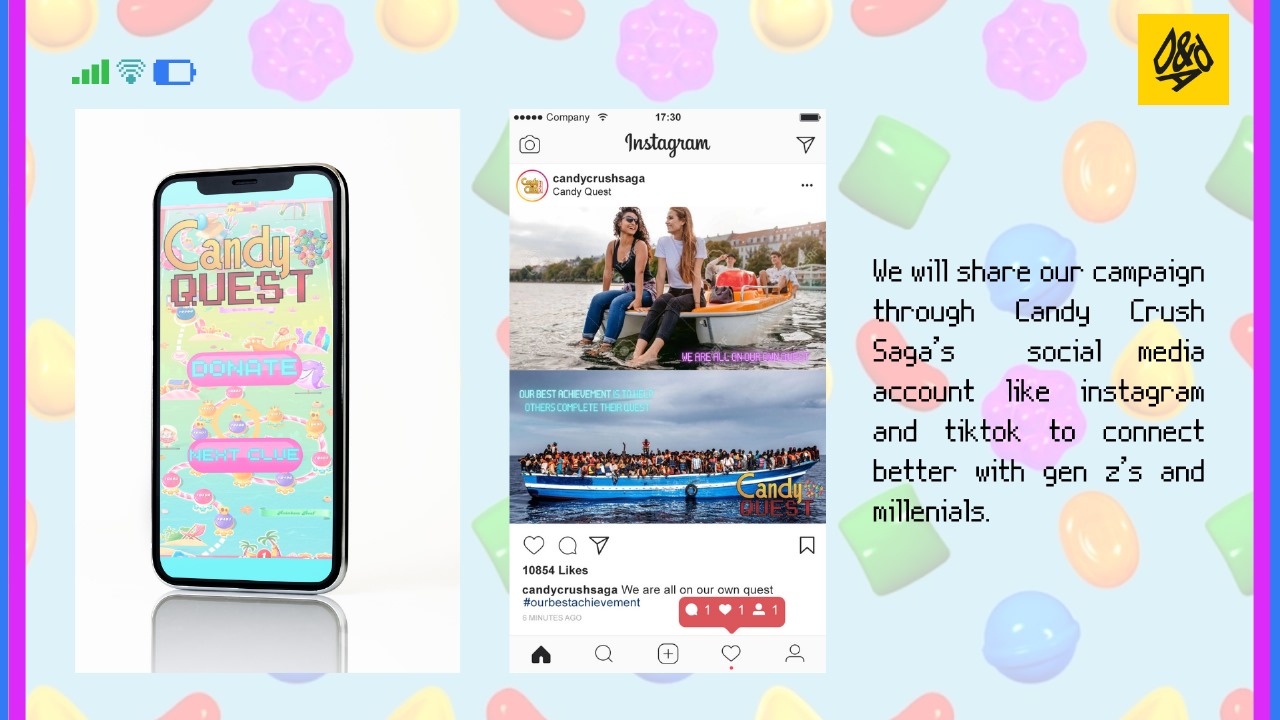 D&AD
Candy
QUEST
DONATE
NEXT CLUE
Company
17:30
Instagram
candycrushsaga
Candy Quest
WE ARE ALL ON OUR OWN QUEST
OUR BEST ACHIEVEMENT IS TO HELP
OTHERS COMPLETE THEIR QUEST
Candy
QUEST
10854 Likes
candycrushsaga We are all on our own quest
#ourbestachievement
5 MINUTES AGO
1 1 1
We will share our campaign
through Candy Crush
Saga's social media
account like instagram
and tiktok to connect
better with gen z's and
millenials.